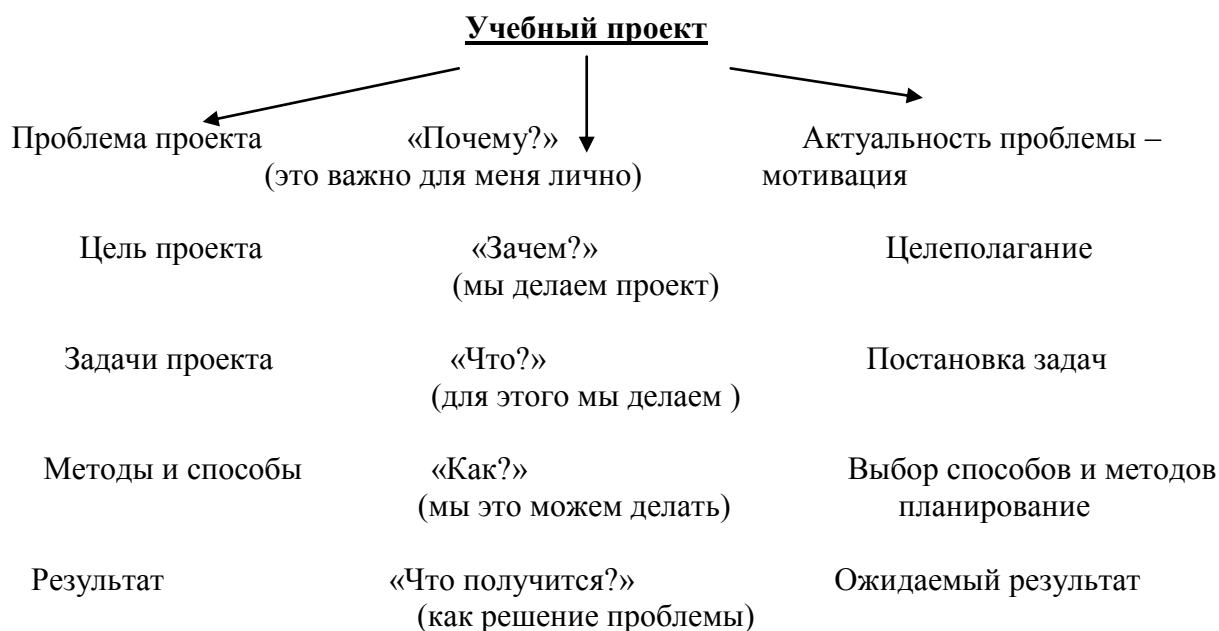 Учебный проект
Проблема проекта «Почему?» Актуальность проблемы –
(это важно для меня лично) мотивация
Цель проекта «Зачем?» Целеполагание
(мы делаем проект)
Задачи проекта «Что?» Постановка задач
(для этого мы делаем )
Методы и способы «Как?» Выбор способов и методов
(мы это можем делать) планирование
Результат «Что получится?» Ожидаемый результат
(как решение проблемы)